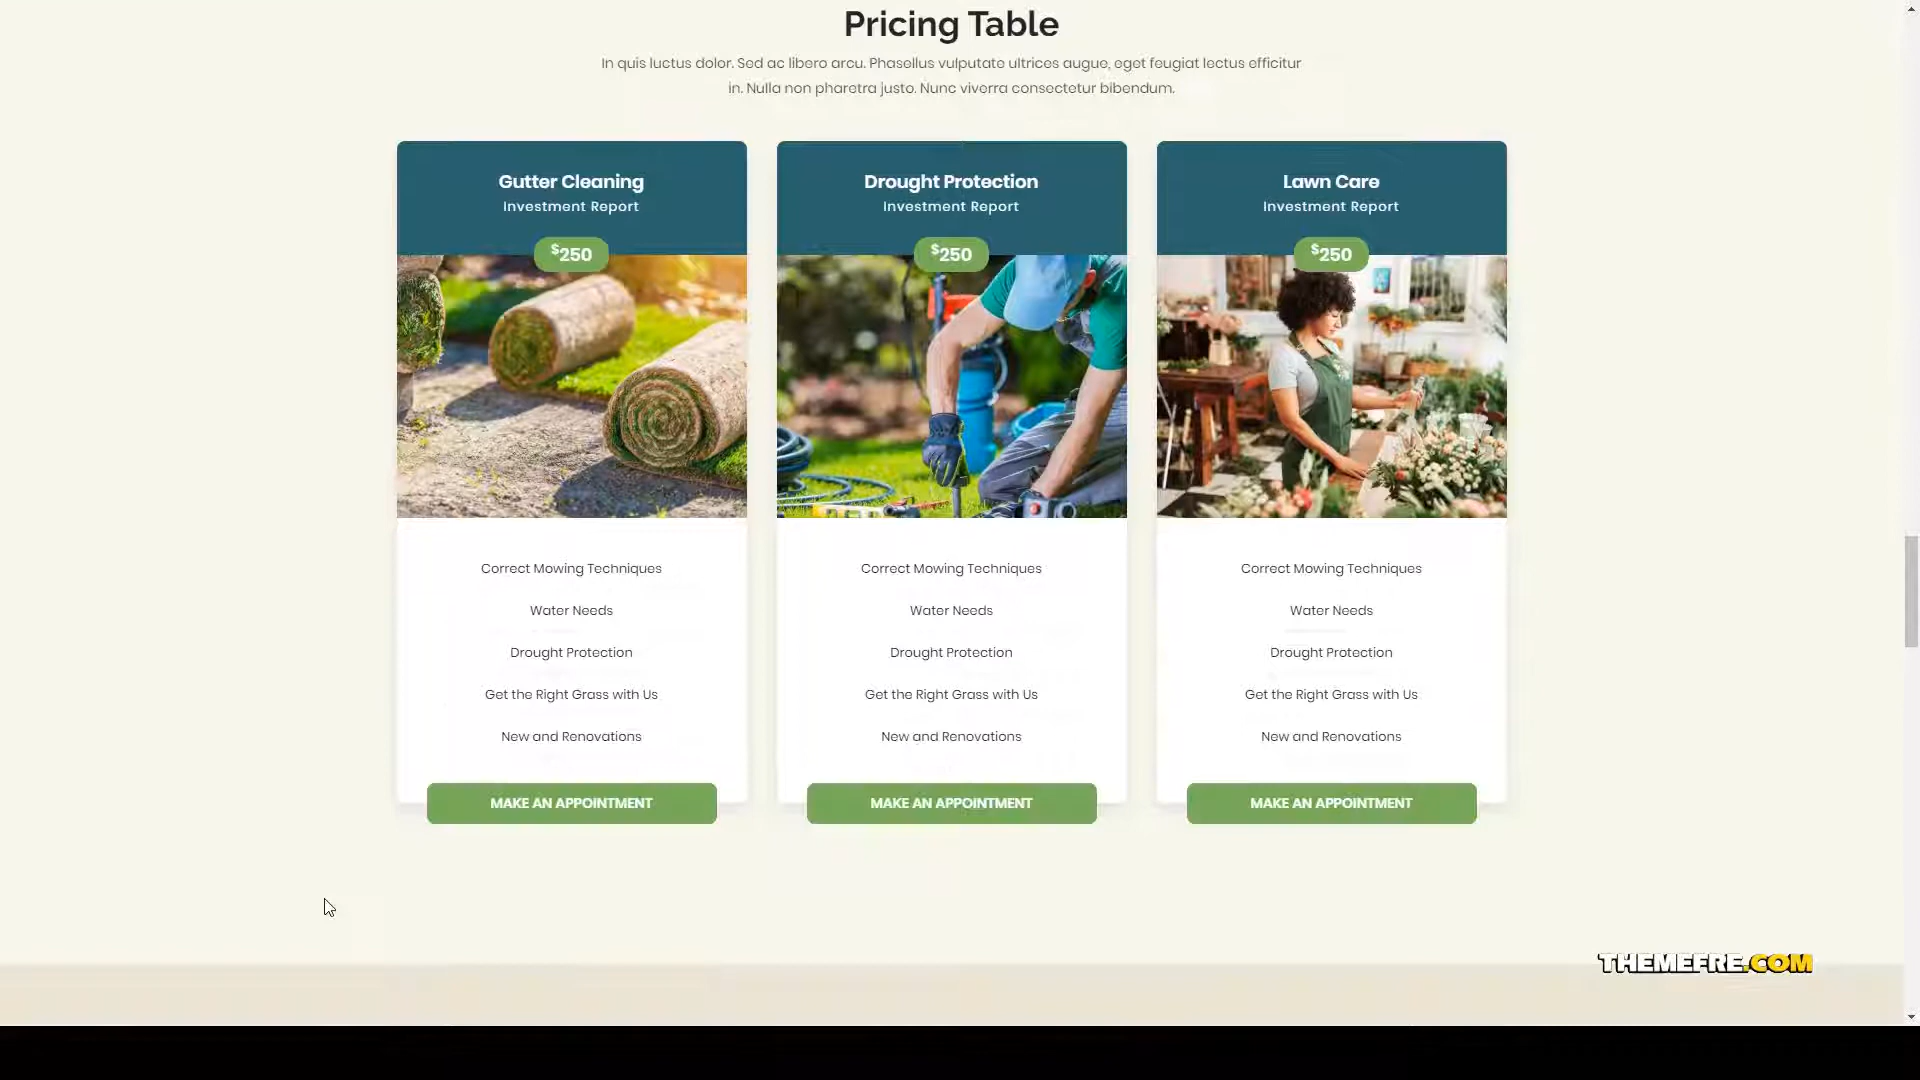 Pricing Table
In quis luctus dolor. Sed ac libero arcu. Phasellus vulputate ultrices augue, eget feugiat lectus efficitur
in. Nulla non pharetra justo. Nunc viverra consectetur bibendum.
Gutter Cleaning
Investment Report
$250
Correct Mowing Techniques
Water Needs
Drought Protection
Get the Right Grass with Us
New and Renovations
MAKE AN APPOINTMENT
Drought Protection
Investment Report
$250
Correct Mowing Techniques
Water Needs
Drought Protection
Get the Right Grass with Us
New and Renovations
MAKE AN APPOINTMENT
Lawn Care
Investment Report
$250
Correct Mowing Techniques
Water Needs
Drought Protection
Get the Right Grass with Us
New and Renovations
MAKE AN APPOINTMENT
THEMEFRE.COM